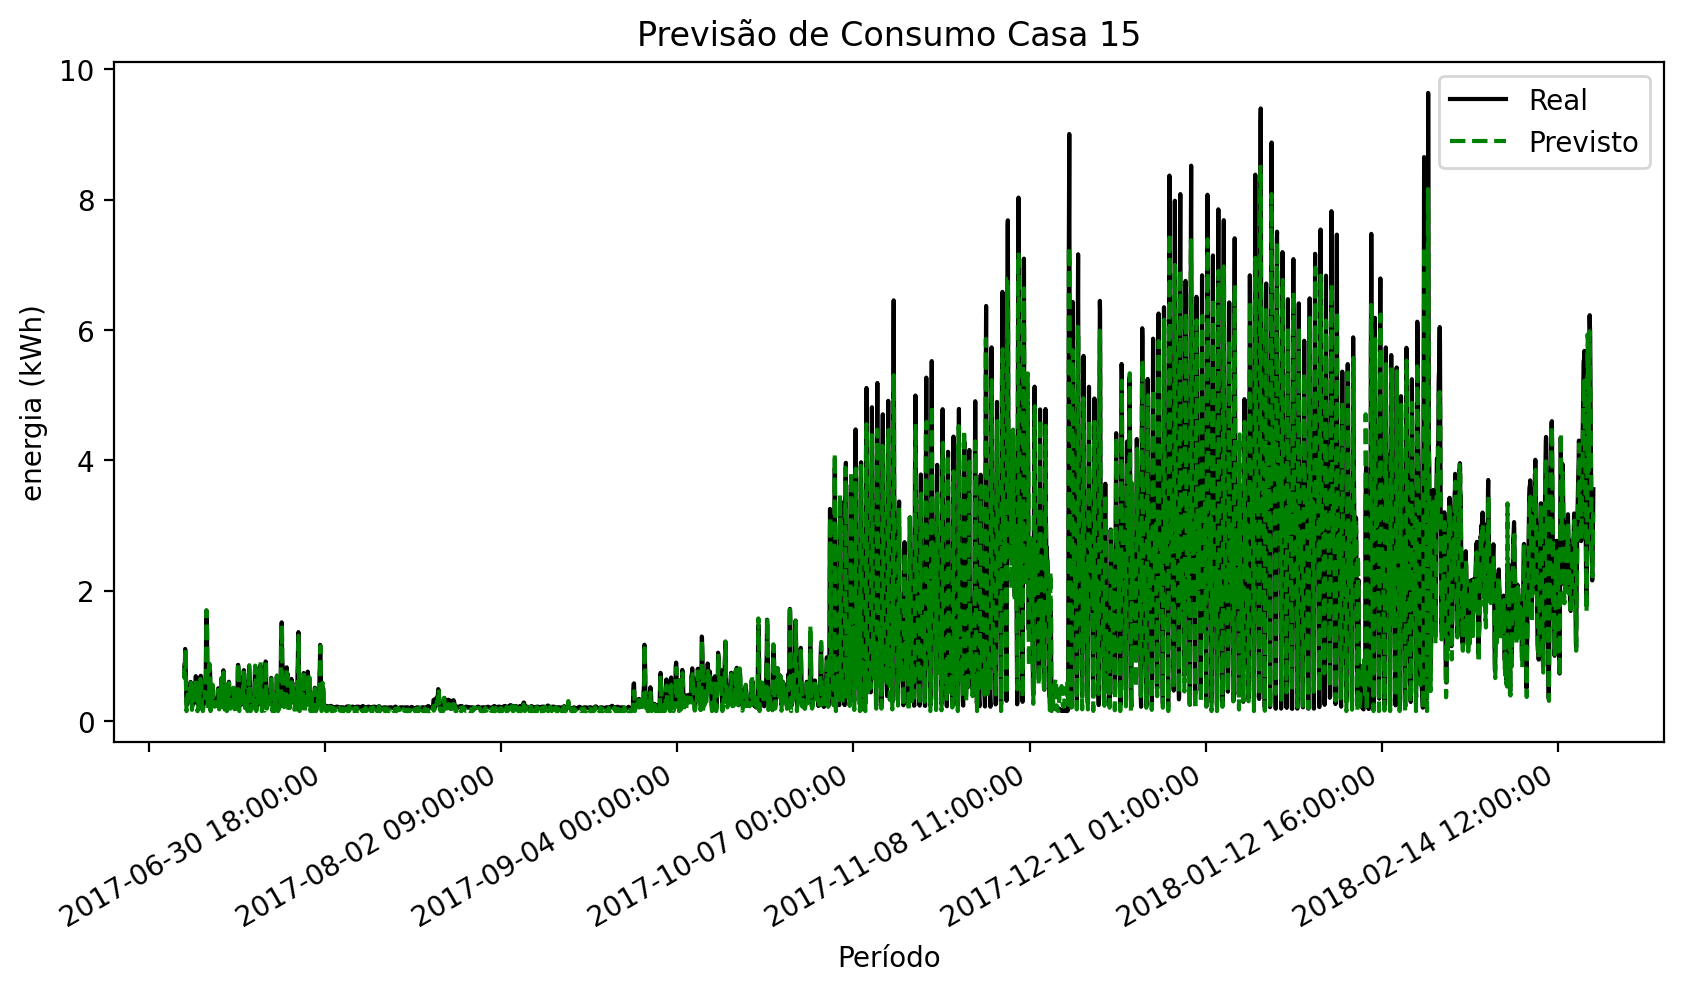 Previsão de Consumo Casa 15
10
8
6
4
2
0
energia (kWh)
Real
Previsto
2017-06-30 18:00:00
2017-08-02 09:00:00
2017-09-04 00:00:00
2017-10-07 00:00:00
2017-11-08 11:00:00
2017-12-11 01:00:00
2018-01-12 16:00:00
2018-02-14 12:00:00
Período